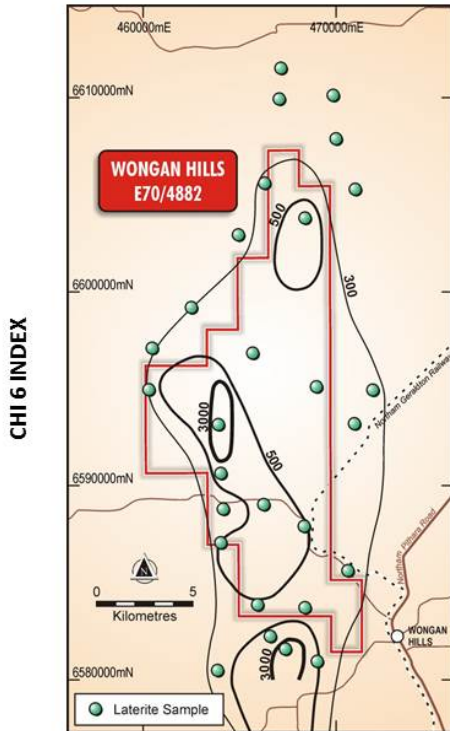 460000mE
470000mE
6610000mN
WONGAN HILLS
E70/4882
500
300
6600000mN
CHI 6 INDEX
Northam Geraldton Railway
3000
500
6590000mN
N
Northam Pithara Road
0 5
Kilometres
WONGAN
HILLS
3000
6580000mN
Laterite Sample